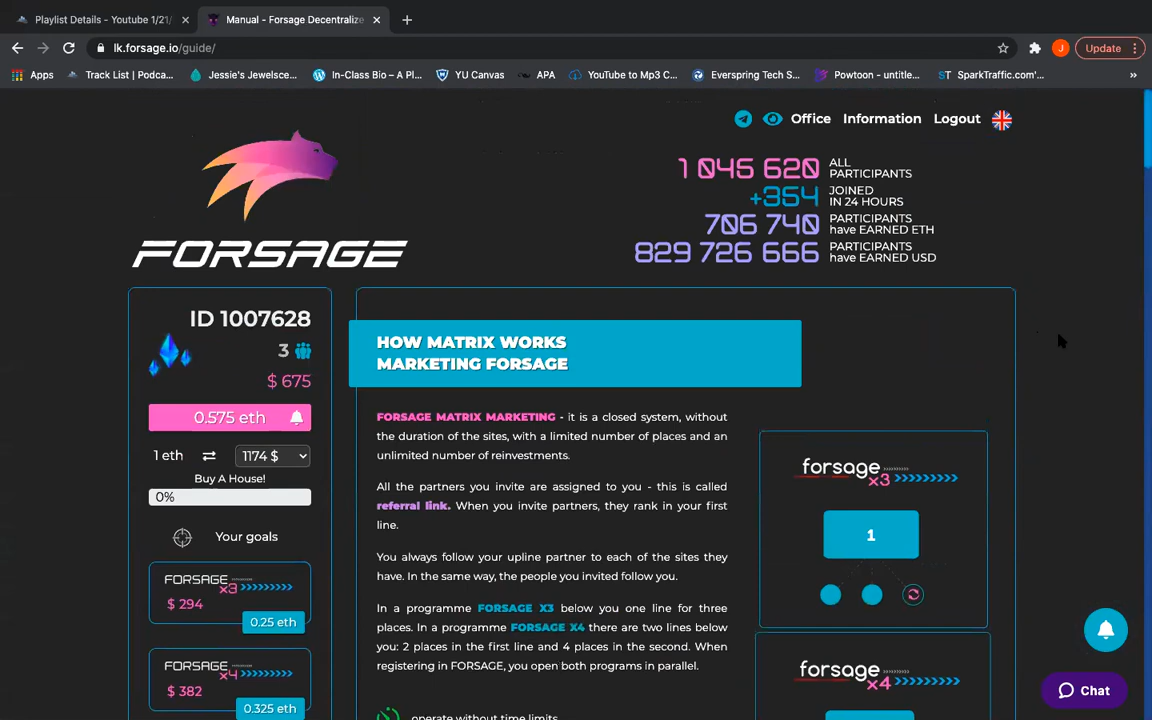 Playlist Details - Youtube 1/21/
Manual - Forsage Decentralize
lk.forsage.io/guide/
J
Update
Apps
Track List | Podca...
Jessie's Jewelsce...
In-Class Bio – A Pl...
YU Canvas
APA
YouTube to Mp3 C...
Everspring Tech S...
Powtoon - untitle...
ST SparkTraffic.com'...
»
Office Information Logout
1 045 620 ALL PARTICIPANTS
+354 JOINED IN 24 HOURS
706 740 PARTICIPANTS have EARNED ETH
829 726 666 PARTICIPANTS have EARNED USD
FORSAGE
ID 1007628
3
$ 675
0.575 eth
1 eth 1174 $
Buy A House!
0%
Your goals
FORSAGE x3
$ 294
0.25 eth
FORSAGE x4
$ 382
0.325 eth
HOW MATRIX WORKS
MARKETING FORSAGE
FORSAGE MATRIX MARKETING - it is a closed system, without
the duration of the sites, with a limited number of places and an
unlimited number of reinvestments.
All the partners you invite are assigned to you - this is called
referral link. When you invite partners, they rank in your first
line.
You always follow your upline partner to each of the sites they
have. In the same way, the people you invited follow you.
In a programme FORSAGE X3 below you one line for three
places. In a programme FORSAGE X4 there are two lines below
you: 2 places in the first line and 4 places in the second. When
registering in FORSAGE, you open both programs in parallel.
operate without time limits
forsage x3
1
forsage x4
Chat